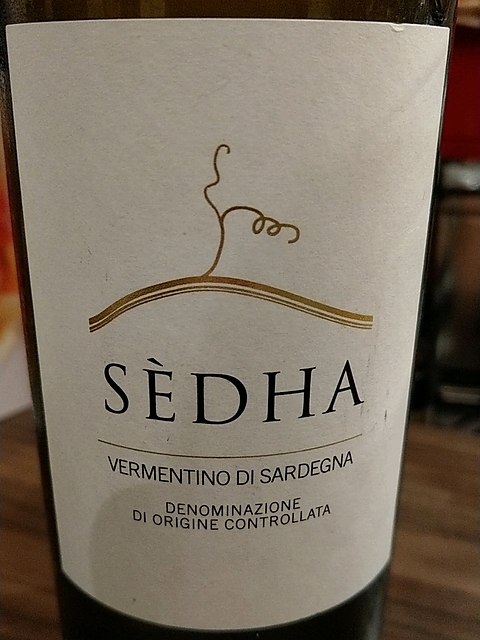 SÈDHA
VERMENTINO DI SARDEGNA
DENOMINAZIONE
DI ORIGINE CONTROLLATA